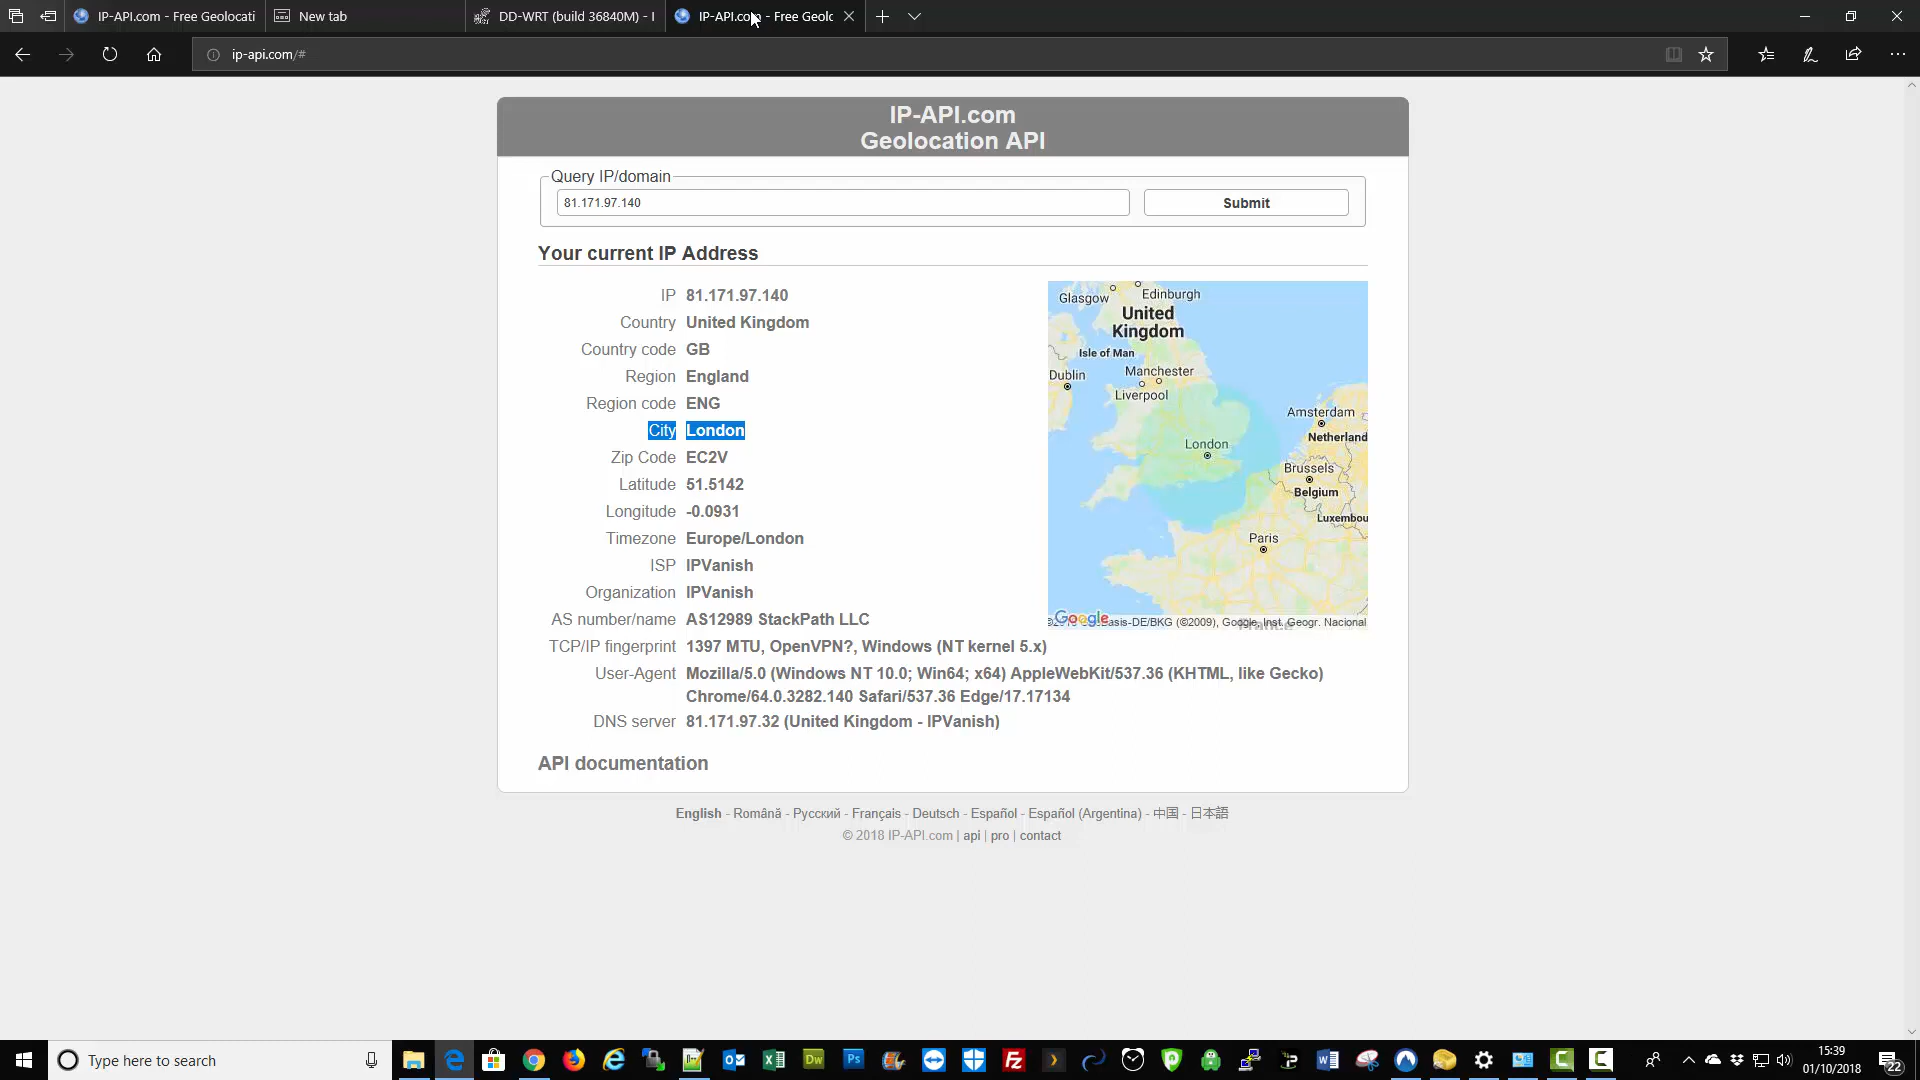 IP-API.com - Free Geolocati
New tab
DD-WRT (build 36840M) - I
IP-API.com - Free Geolc
ip-api.com/#
IP-API.com
Geolocation API
Query IP/domain
81.171.97.140
Submit
Your current IP Address
IP 81.171.97.140
Country United Kingdom
Country code GB
Region England
Region code ENG
City London
Zip Code EC2V
Latitude 51.5142
Longitude -0.0931
Timezone Europe/London
ISP IPVanish
Organization IPVanish
AS number/name AS12989 StackPath LLC
TCP/IP fingerprint 1397 MTU, OpenVPN?, Windows (NT kernel 5.x)
User-Agent Mozilla/5.0 (Windows NT 10.0; Win64; x64) AppleWebKit/537.36 (KHTML, like Gecko)
Chrome/64.0.3282.140 Safari/537.36 Edge/17.17134
DNS server 81.171.97.32 (United Kingdom - IPVanish)
Glasgow
Edinburgh
United
Kingdom
Isle of Man
Dublin
Manchester
Liverpool
Amsterdam
Netherland
London
Brussels
Belgium
Luxembou
Paris
France
Google
(©2009), Google, Inst. Geogr. Nacional
API documentation
English - Română - Русский - Français - Deutsch - Español - Español (Argentina) - 中国 - 日本語
© 2018 IP-API.com | api | pro | contact
Type here to search
15:39
01/10/2018
22